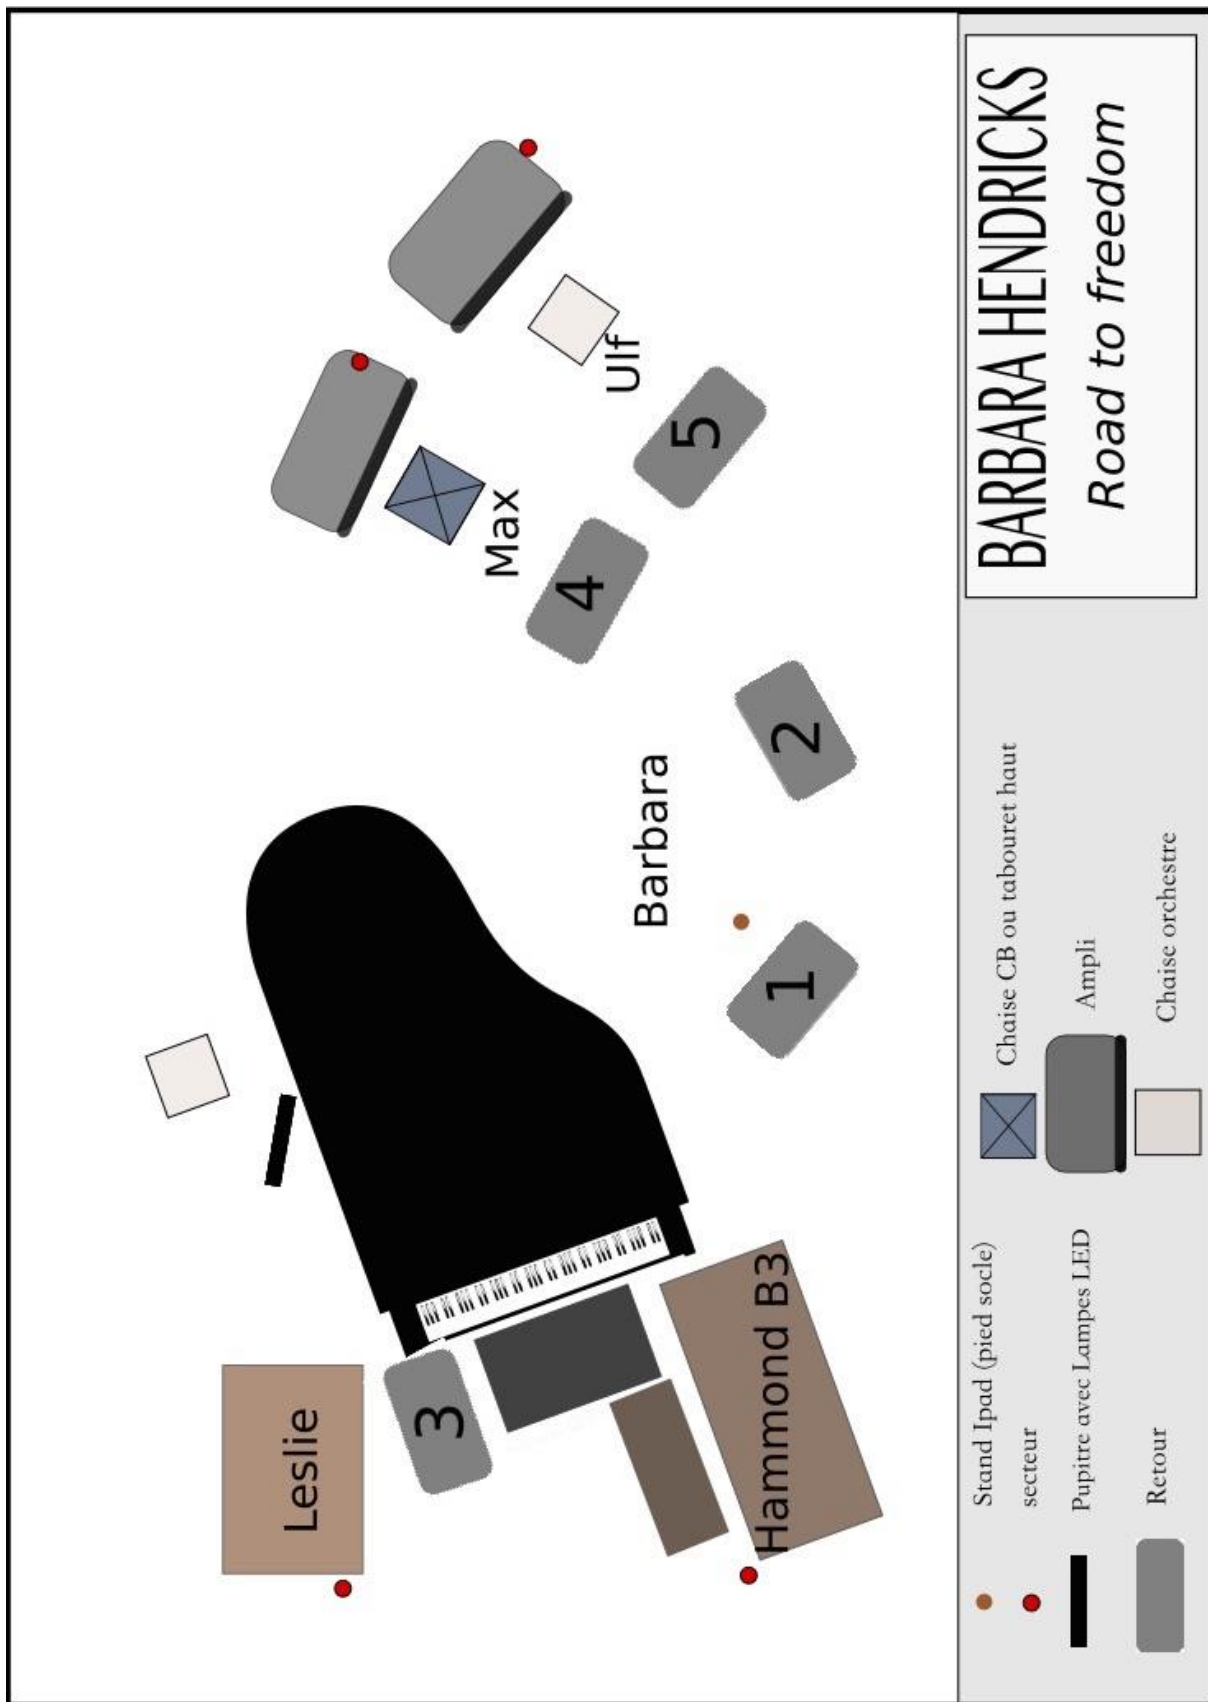 Leslie
3
Hammond B3
Max
Ulf
4
5
Barbara
1
2
Stand Ipad (pied socle)
secteur
Pupitre avec Lampes LED
Retour
Chaise CB ou tabouret haut
Ampli
Chaise orchestre
BARBARA HENDRICKS
Road to freedom